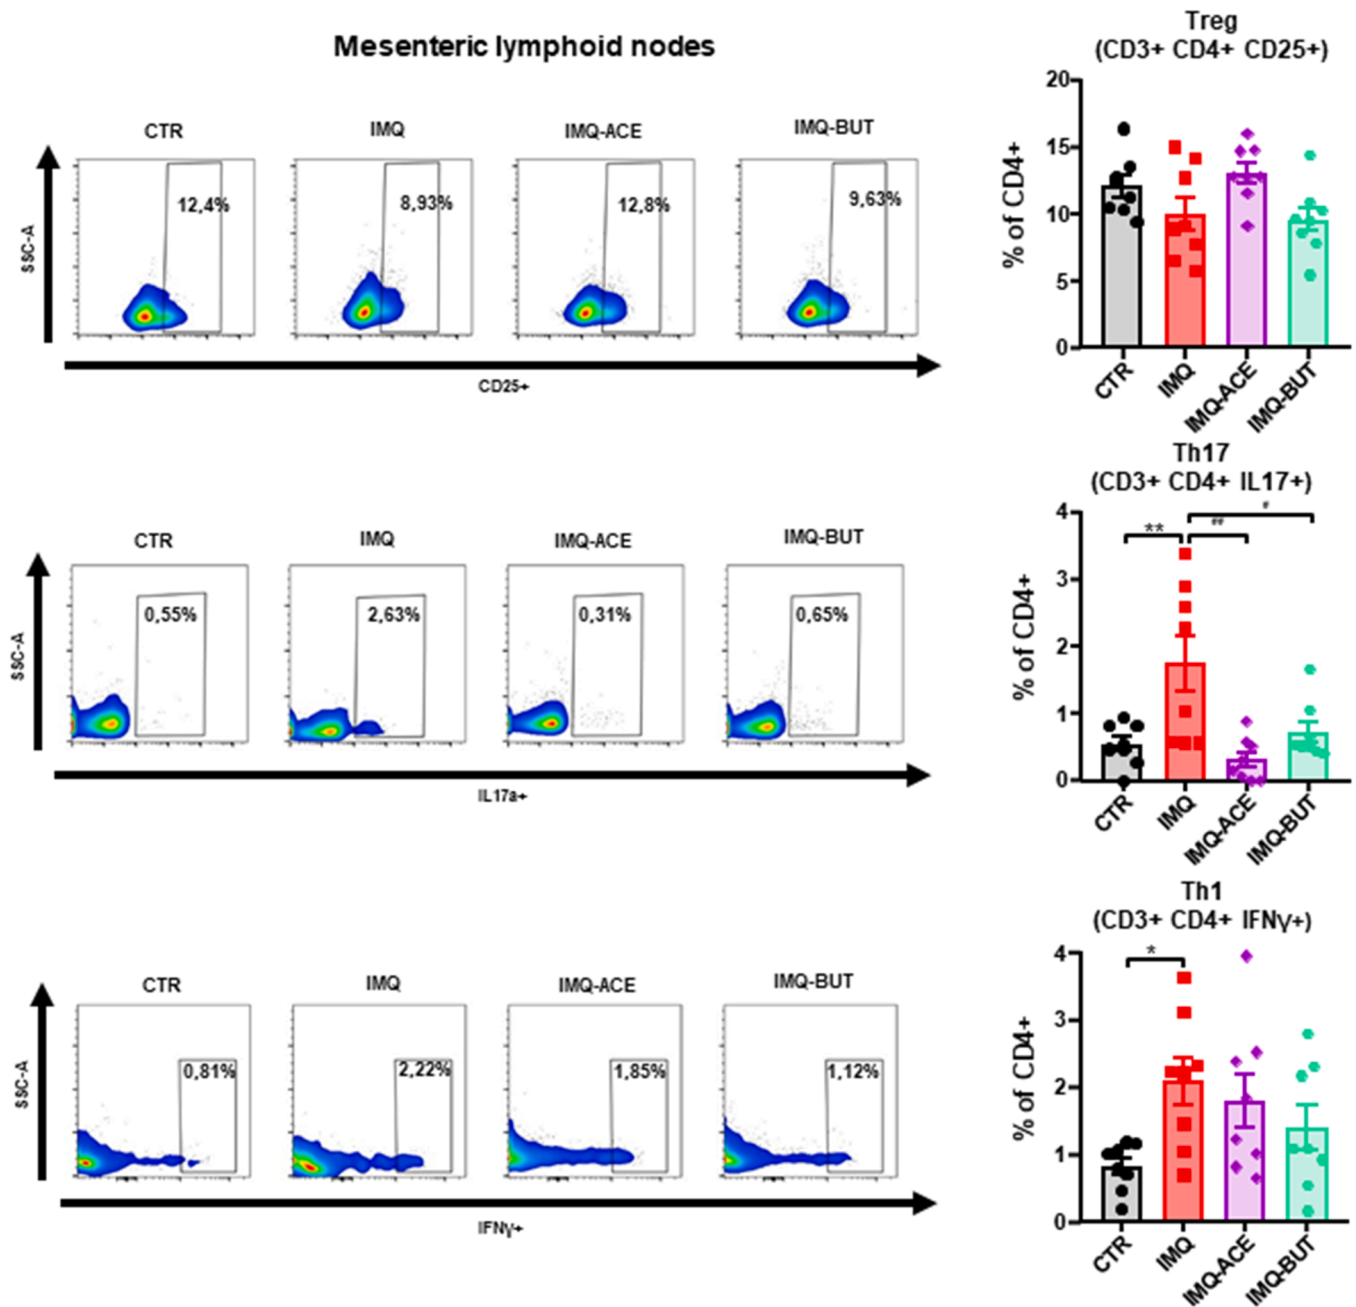 Mesenteric lymphoid nodes
CTR
IMQ
IMQ-ACE
IMQ-BUT
SSC-A
12,4%
8,93%
12,8%
9,63%
CD25+
Treg
(CD3+ CD4+ CD25+)
% of CD4+
20
15
10
5
0
CTR
IMQ
IMQ-ACE
IMQ-BUT
CTR
IMQ
IMQ-ACE
IMQ-BUT
SSC-A
0,55%
2,63%
0,31%
0,65%
IL17a+
Th17
(CD3+ CD4+ IL17+)
% of CD4+
4
3
2
1
0
**
##
#
CTR
IMQ
IMQ-ACE
IMQ-BUT
CTR
IMQ
IMQ-ACE
IMQ-BUT
SSC-A
0,81%
2,22%
1,85%
1,12%
IFNγ+
Th1
(CD3+ CD4+ IFNγ+)
% of CD4+
4
3
2
1
0
*
CTR
IMQ
IMQ-ACE
IMQ-BUT